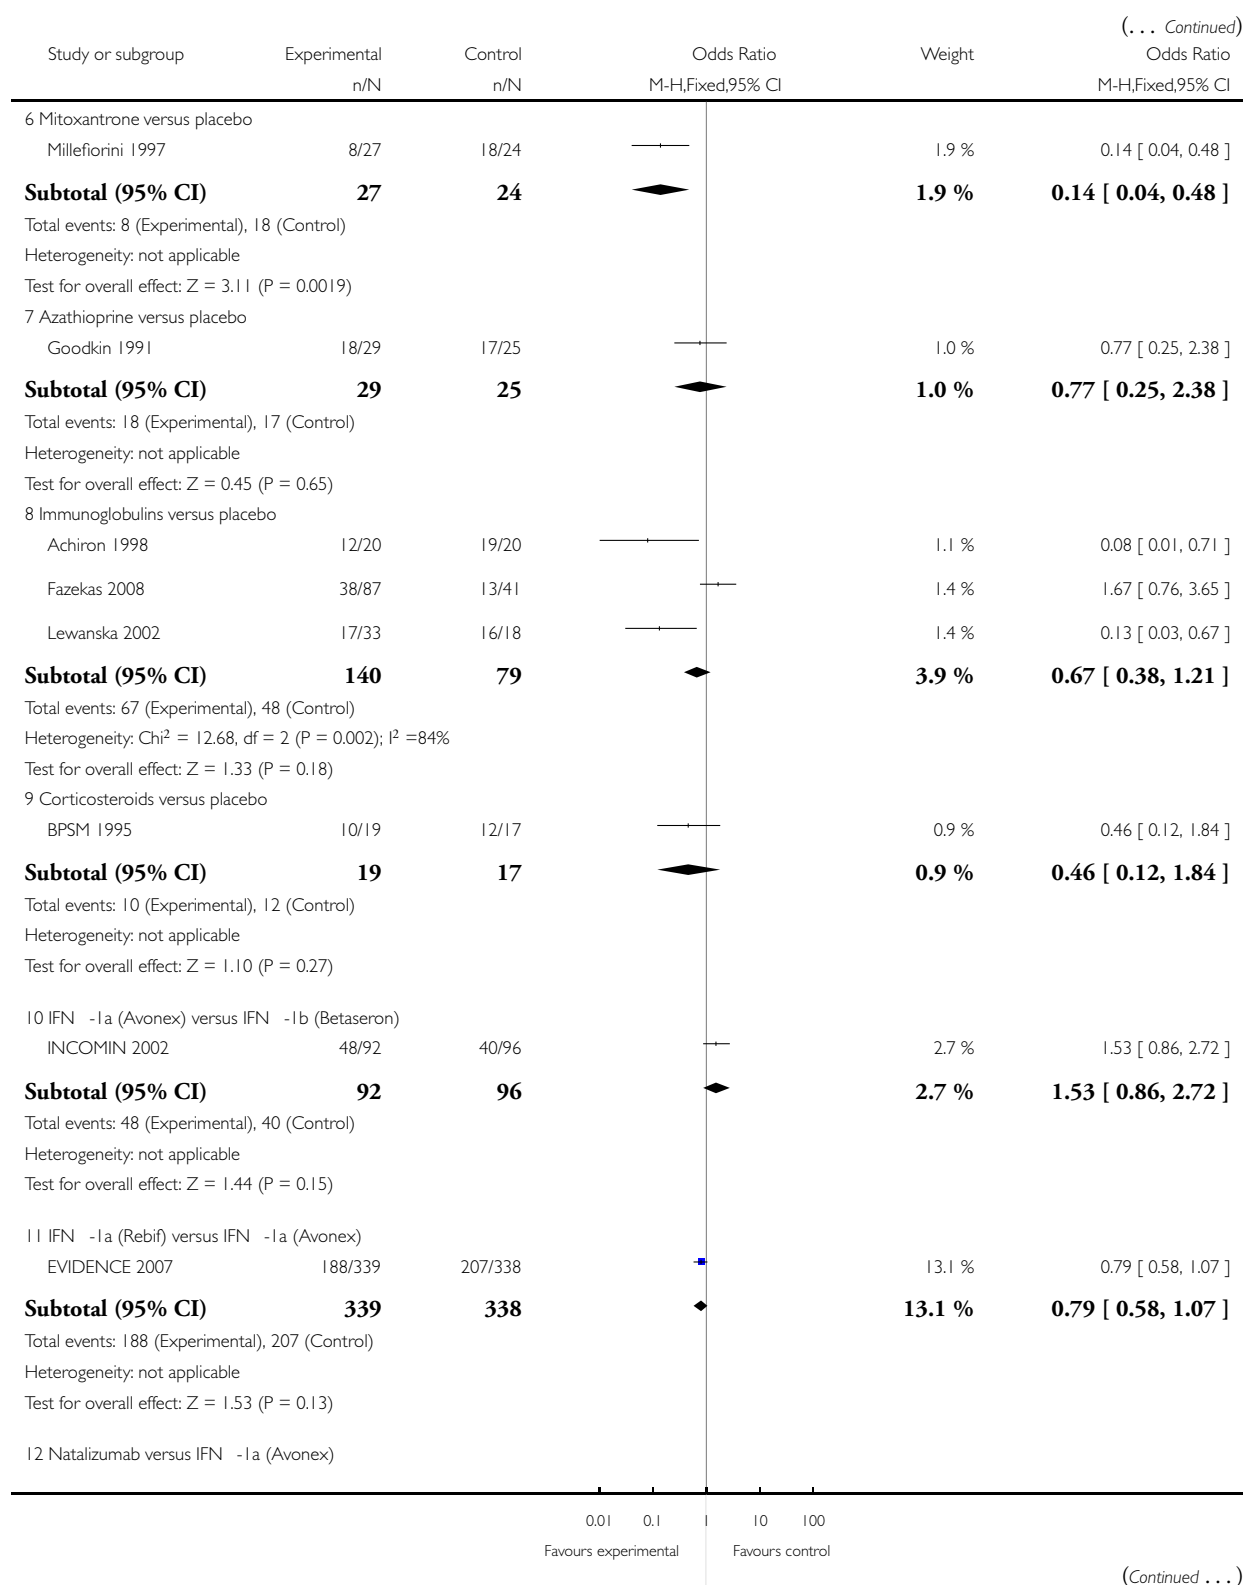 (... Continued)
Study or subgroup Experimental Control Odds Ratio Weight Odds Ratio
n/N n/N M-H,Fixed,95% CI M-H,Fixed,95% CI
6 Mitoxantrone versus placebo
Millefiorini 1997 8/27 18/24 1.9 % 0.14 [ 0.04, 0.48 ]
Subtotal (95% CI) 27 24 1.9 % 0.14 [ 0.04, 0.48 ]
Total events: 8 (Experimental), 18 (Control)
Heterogeneity: not applicable
Test for overall effect: Z = 3.11 (P = 0.0019)
7 Azathioprine versus placebo
Goodkin 1991 18/29 17/25 1.0 % 0.77 [ 0.25, 2.38 ]
Subtotal (95% CI) 29 25 1.0 % 0.77 [ 0.25, 2.38 ]
Total events: 18 (Experimental), 17 (Control)
Heterogeneity: not applicable
Test for overall effect: Z = 0.45 (P = 0.65)
8 Immunoglobulins versus placebo
Achiron 1998 12/20 19/20 1.1 % 0.08 [ 0.01, 0.71 ]
Fazekas 2008 38/87 13/41 1.4 % 1.67 [ 0.76, 3.65 ]
Lewanska 2002 17/33 16/18 1.4 % 0.13 [ 0.03, 0.67 ]
Subtotal (95% CI) 140 79 3.9 % 0.67 [ 0.38, 1.21 ]
Total events: 67 (Experimental), 48 (Control)
Heterogeneity: Chi² = 12.68, df = 2 (P = 0.002); I² =84%
Test for overall effect: Z = 1.33 (P = 0.18)
9 Corticosteroids versus placebo
BPSM 1995 10/19 12/17 0.9 % 0.46 [ 0.12, 1.84 ]
Subtotal (95% CI) 19 17 0.9 % 0.46 [ 0.12, 1.84 ]
Total events: 10 (Experimental), 12 (Control)
Heterogeneity: not applicable
Test for overall effect: Z = 1.10 (P = 0.27)
10 IFN -1a (Avonex) versus IFN -1b (Betaseron)
INCOMIN 2002 48/92 40/96 2.7 % 1.53 [ 0.86, 2.72 ]
Subtotal (95% CI) 92 96 2.7 % 1.53 [ 0.86, 2.72 ]
Total events: 48 (Experimental), 40 (Control)
Heterogeneity: not applicable
Test for overall effect: Z = 1.44 (P = 0.15)
11 IFN -1a (Rebif) versus IFN -1a (Avonex)
EVIDENCE 2007 188/339 207/338 13.1 % 0.79 [ 0.58, 1.07 ]
Subtotal (95% CI) 339 338 13.1 % 0.79 [ 0.58, 1.07 ]
Total events: 188 (Experimental), 207 (Control)
Heterogeneity: not applicable
Test for overall effect: Z = 1.53 (P = 0.13)
12 Natalizumab versus IFN -1a (Avonex)
0.01 0.1 1 10 100
Favours experimental Favours control
(Continued ...)